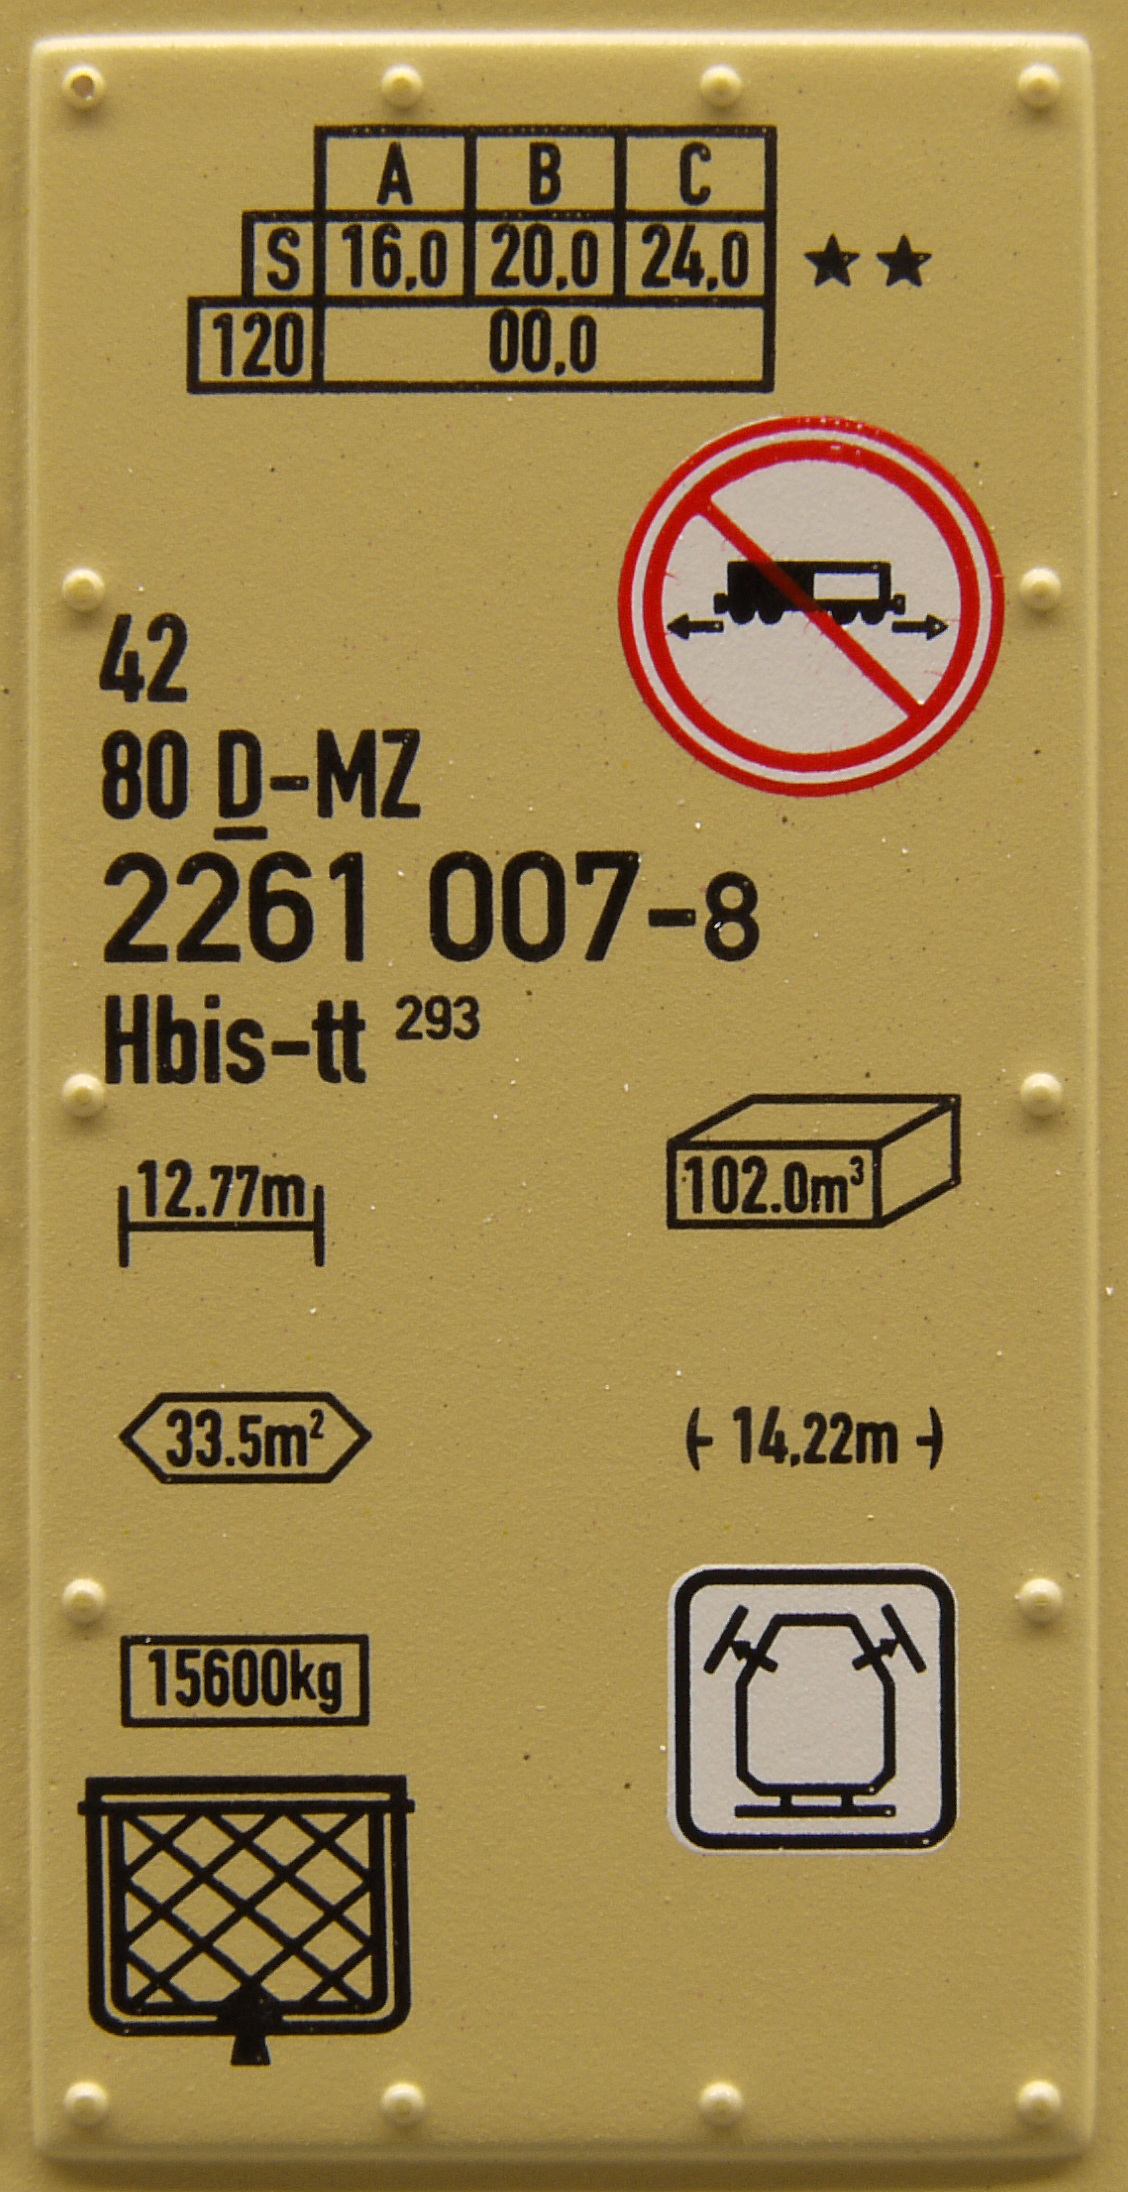 A B C
S 16,0 20,0 24,0 ★★
120 00,0
42
80 D-MZ
2261 007-8
Hbis-tt 293
12.77m
102.0m³
33.5m²
14,22m
15600kg